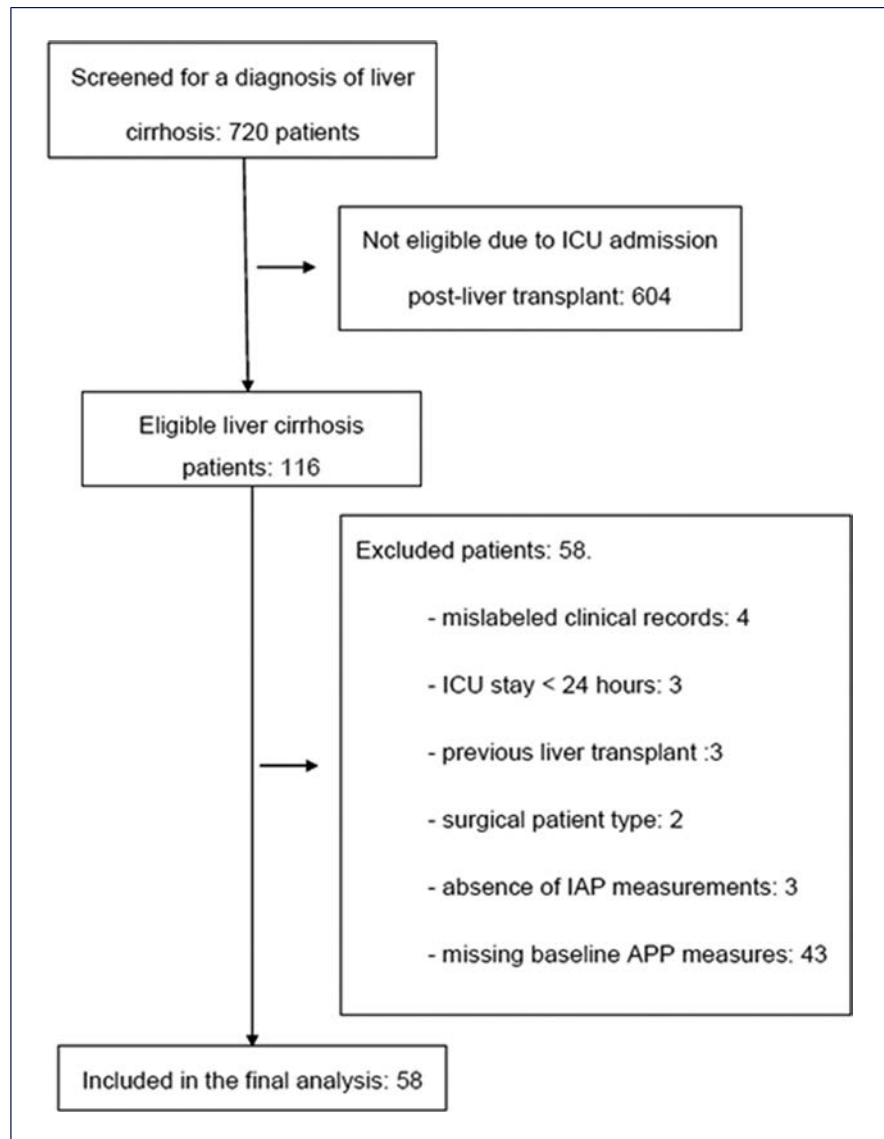 Screened for a diagnosis of liver
cirrhosis: 720 patients
Not eligible due to ICU admission
post-liver transplant: 604
Eligible liver cirrhosis
patients: 116
Excluded patients: 58.
- mislabeled clinical records: 4
- ICU stay < 24 hours: 3
- previous liver transplant :3
- surgical patient type: 2
- absence of IAP measurements: 3
- missing baseline APP measures: 43
Included in the final analysis: 58